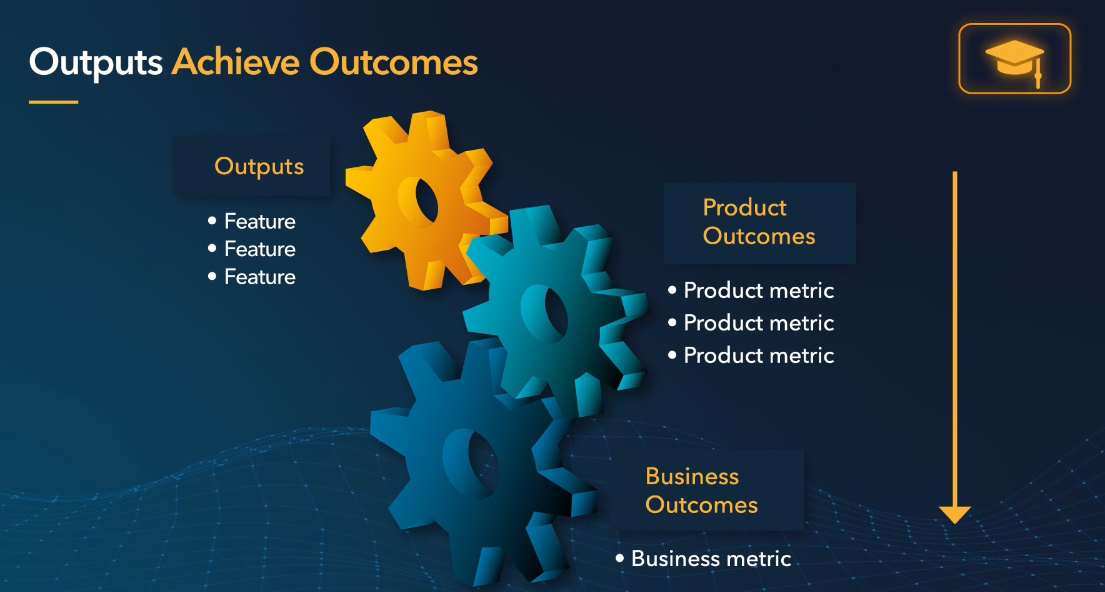 Outputs Achieve Outcomes
Outputs
• Feature
• Feature
• Feature
Product
Outcomes
• Product metric
• Product metric
• Product metric
Business
Outcomes
• Business metric